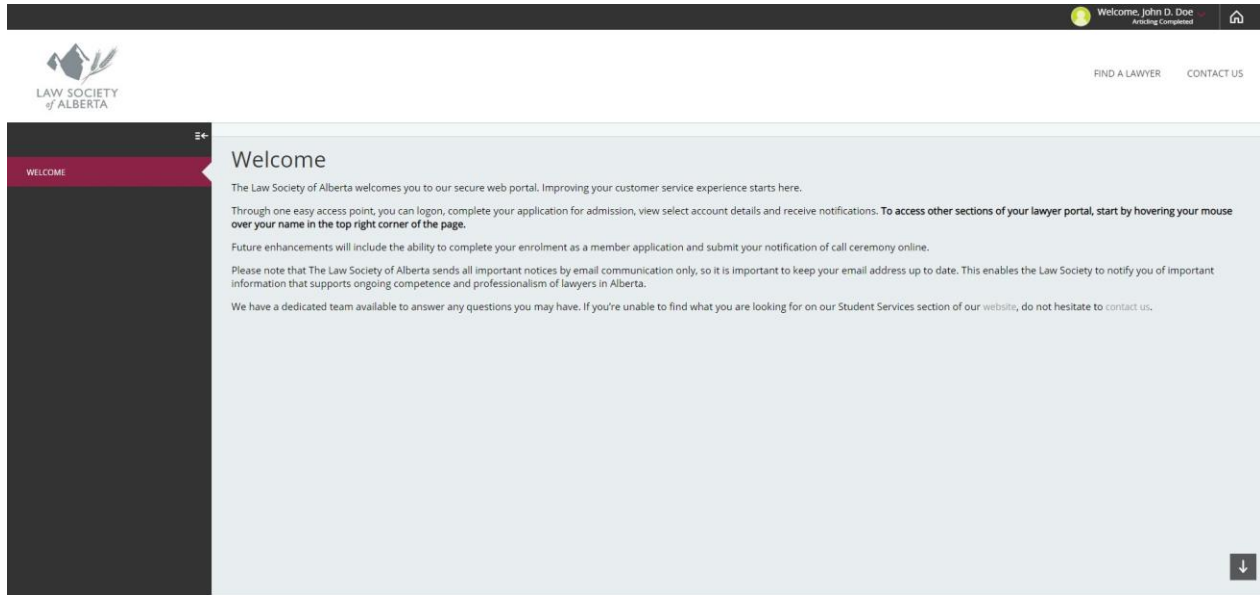 Welcome, John D. Doe
Articling Completed
LAW SOCIETY
of ALBERTA
FIND A LAWYER CONTACT US
WELCOME
Welcome
The Law Society of Alberta welcomes you to our secure web portal. Improving your customer service experience starts here.
Through one easy access point, you can logon, complete your application for admission, view select account details and receive notifications. To access other sections of your lawyer portal, start by hovering your mouse
over your name in the top right corner of the page.
Future enhancements will include the ability to complete your enrolment as a member application and submit your notification of call ceremony online.
Please note that The Law Society of Alberta sends all important notices by email communication only, so it is important to keep your email address up to date. This enables the Law Society to notify you of important
information that supports ongoing competence and professionalism of lawyers in Alberta.
We have a dedicated team available to answer any questions you may have. If you're unable to find what you are looking for on our Student Services section of our website, do not hesitate to contact us.